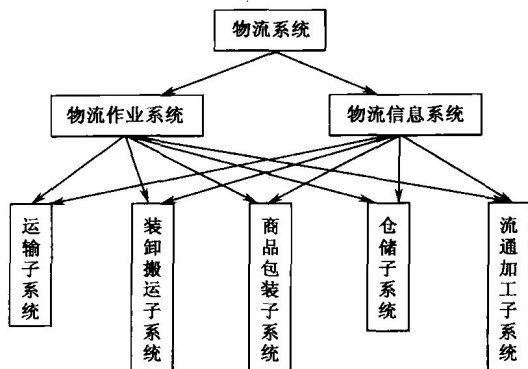 物流系统
物流作业系统
物流信息系统
运输子系统
装卸搬运子系统
商品包装子系统
仓储子系统
流通加工子系统